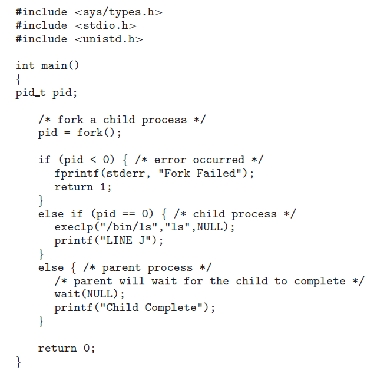 #include <sys/types.h>
#include <stdio.h>
#include <unistd.h>
int main()
{
pid_t pid;
/* fork a child process */
pid = fork();
if (pid < 0) { /* error occurred */
fprintf(stderr, "Fork Failed");
return 1;
}
else if (pid == 0) { /* child process */
execlp("/bin/ls","ls",NULL);
printf("LINE J");
}
else { /* parent process */
/* parent will wait for the child to complete */
wait(NULL);
printf("Child Complete");
}
return 0;
}